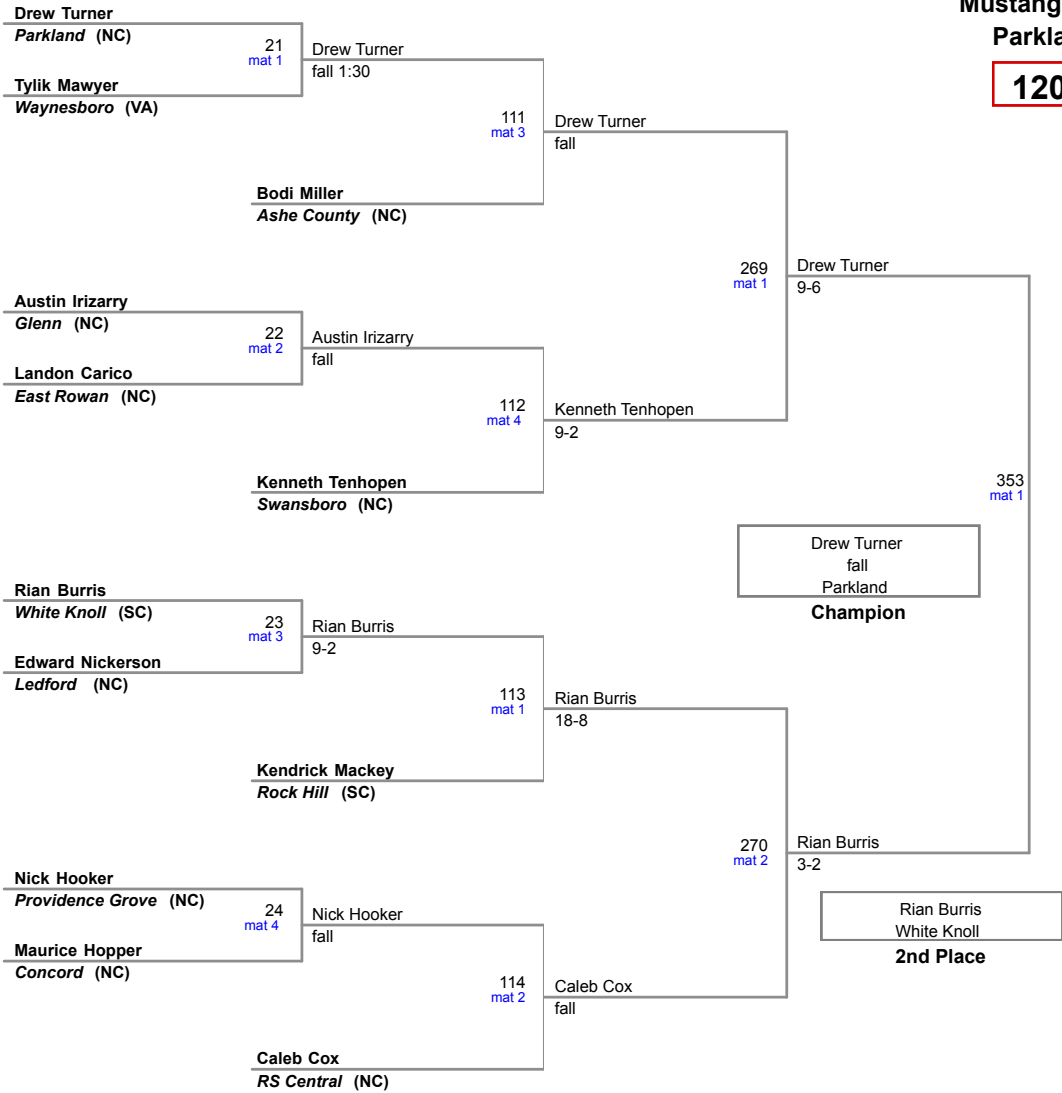 Mustang
Drew Turner
Parkland (NC)
21
mat 1
Drew Turner
fall 1:30
Tylik Mawyer
Waynesboro (VA)
120
111
mat 3
Drew Turner
fall
Bodi Miller
Ashe County (NC)
269
mat 1
Drew Turner
9-6
Austin Irizarry
Glenn (NC)
22
mat 2
Austin Irizarry
fall
Landon Carico
East Rowan (NC)
112
mat 4
Kenneth Tenhopen
9-2
Kenneth Tenhopen
Swansboro (NC)
353
mat 1
Drew Turner
fall
Parkland
Champion
Rian Burris
White Knoll (SC)
23
mat 3
Rian Burris
9-2
Edward Nickerson
Ledford (NC)
113
mat 1
Rian Burris
18-8
Kendrick Mackey
Rock Hill (SC)
270
mat 2
Rian Burris
3-2
Nick Hooker
Providence Grove (NC)
24
mat 4
Nick Hooker
fall
Maurice Hopper
Concord (NC)
Rian Burris
White Knoll
2nd Place
114
mat 2
Caleb Cox
fall
Caleb Cox
RS Central (NC)